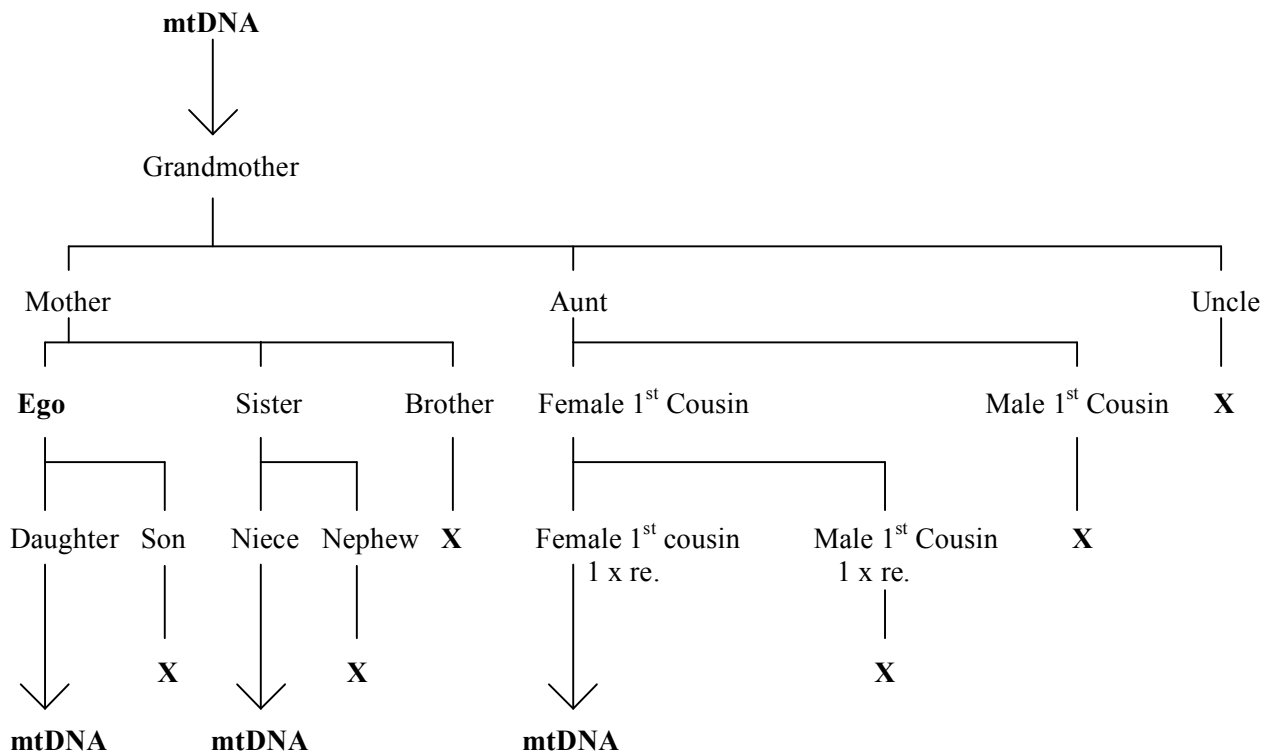 mtDNA
Grandmother
Mother Aunt Uncle
Ego Sister Brother Female 1st Cousin Male 1st Cousin X
Daughter Son Niece Nephew X Female 1st cousin Male 1st Cousin X
1 x re. 1 x re.
X X X
mtDNA mtDNA mtDNA